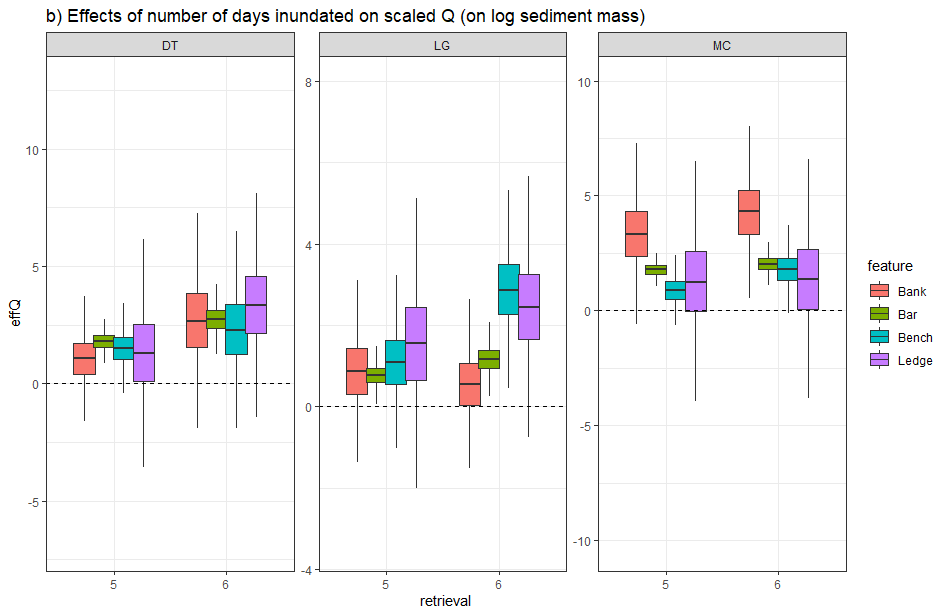 b) Effects of number of days inundated on scaled Q (on log sediment mass)
DT
LG
MC
effQ
10
5
0
-5
8
4
0
-4
10
5
0
-5
-10
5
6
5
6
5
6
retrieval
feature
Bank
Bar
Bench
Ledge